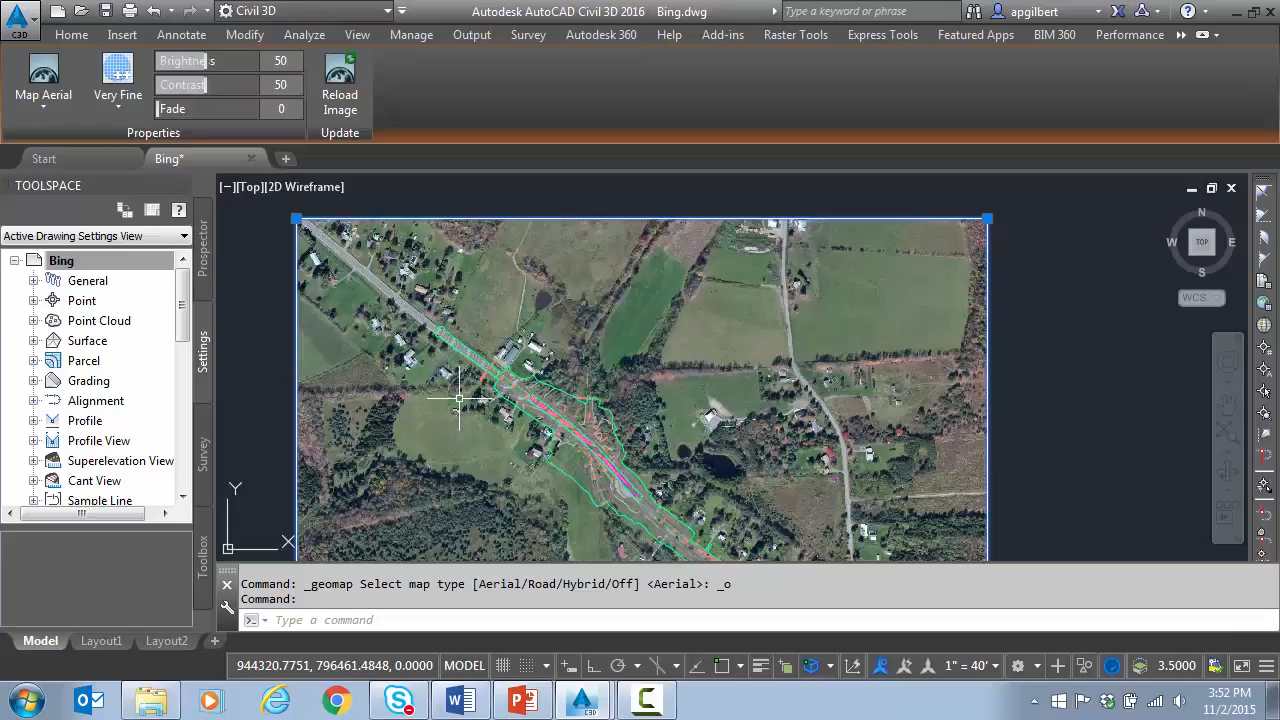 Civil 3D
Autodesk AutoCAD Civil 3D 2016 Bing.dwg
Type a keyword or phrase
apgilbert
C3D
Home Insert Annotate Modify Analyze View Manage Output Survey Autodesk 360 Help Add-ins Raster Tools Express Tools Featured Apps BIM 360 Performance
Map Aerial
Very Fine
Brightness 50
Contrast 50
Fade 0
Reload
Image
Properties
Update
Start
Bing*
TOOLSPACE
[−][Top][2D Wireframe]
Active Drawing Settings View
Bing
General
Point
Point Cloud
Surface
Parcel
Grading
Alignment
Profile
Profile View
Superelevation View
Cant View
Sample Line
Prospector
Settings
Survey
Toolbox
N
W TOP E
S
WCS
Y
X
Command: _geomap Select map type [Aerial/Road/Hybrid/Off] <Aerial>: _o
Command:
Type a command
Model Layout1 Layout2
944320.7751, 796461.4848, 0.0000 MODEL 1" = 40' 3.5000
C3D
3:52 PM
11/2/2015